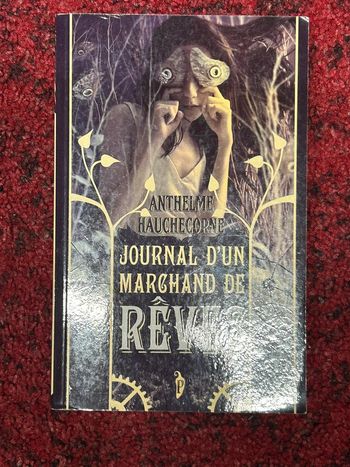 ANTHELME
HAUCHECORNE
JOURNAL D'UN
MARCHAND DE
RÊVES